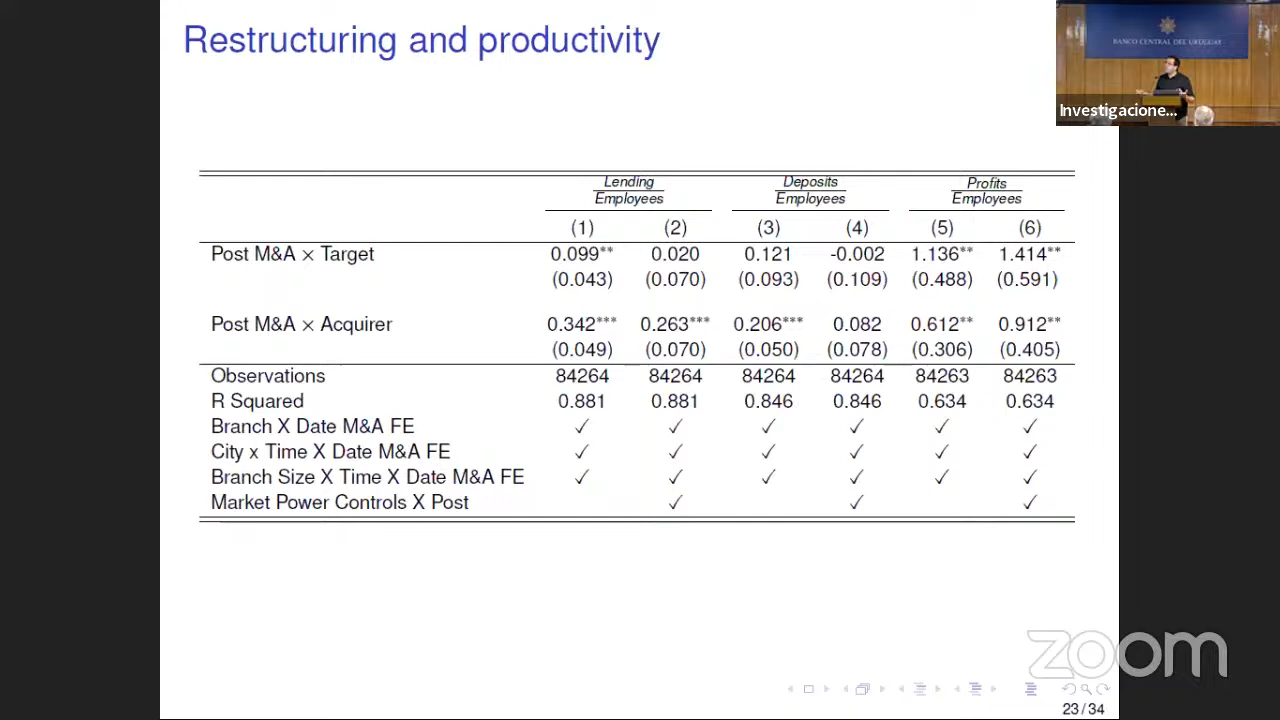 Restructuring and productivity
BANCO CENTRAL DEL URUGUAY
Investigacione...
Lending Deposits Profits
Employees Employees Employees
(1) (2) (3) (4) (5) (6)
Post M&A × Target 0.099** 0.020 0.121 -0.002 1.136** 1.414**
(0.043) (0.070) (0.093) (0.109) (0.488) (0.591)
Post M&A × Acquirer 0.342*** 0.263*** 0.206*** 0.082 0.612** 0.912**
(0.049) (0.070) (0.050) (0.078) (0.306) (0.405)
Observations 84264 84264 84264 84264 84263 84263
R Squared 0.881 0.881 0.846 0.846 0.634 0.634
Branch X Date M&A FE ✓ ✓ ✓ ✓ ✓ ✓
City x Time X Date M&A FE ✓ ✓ ✓ ✓ ✓ ✓
Branch Size X Time X Date M&A FE ✓ ✓ ✓ ✓ ✓ ✓
Market Power Controls X Post ✓ ✓ ✓
zoom
23/34